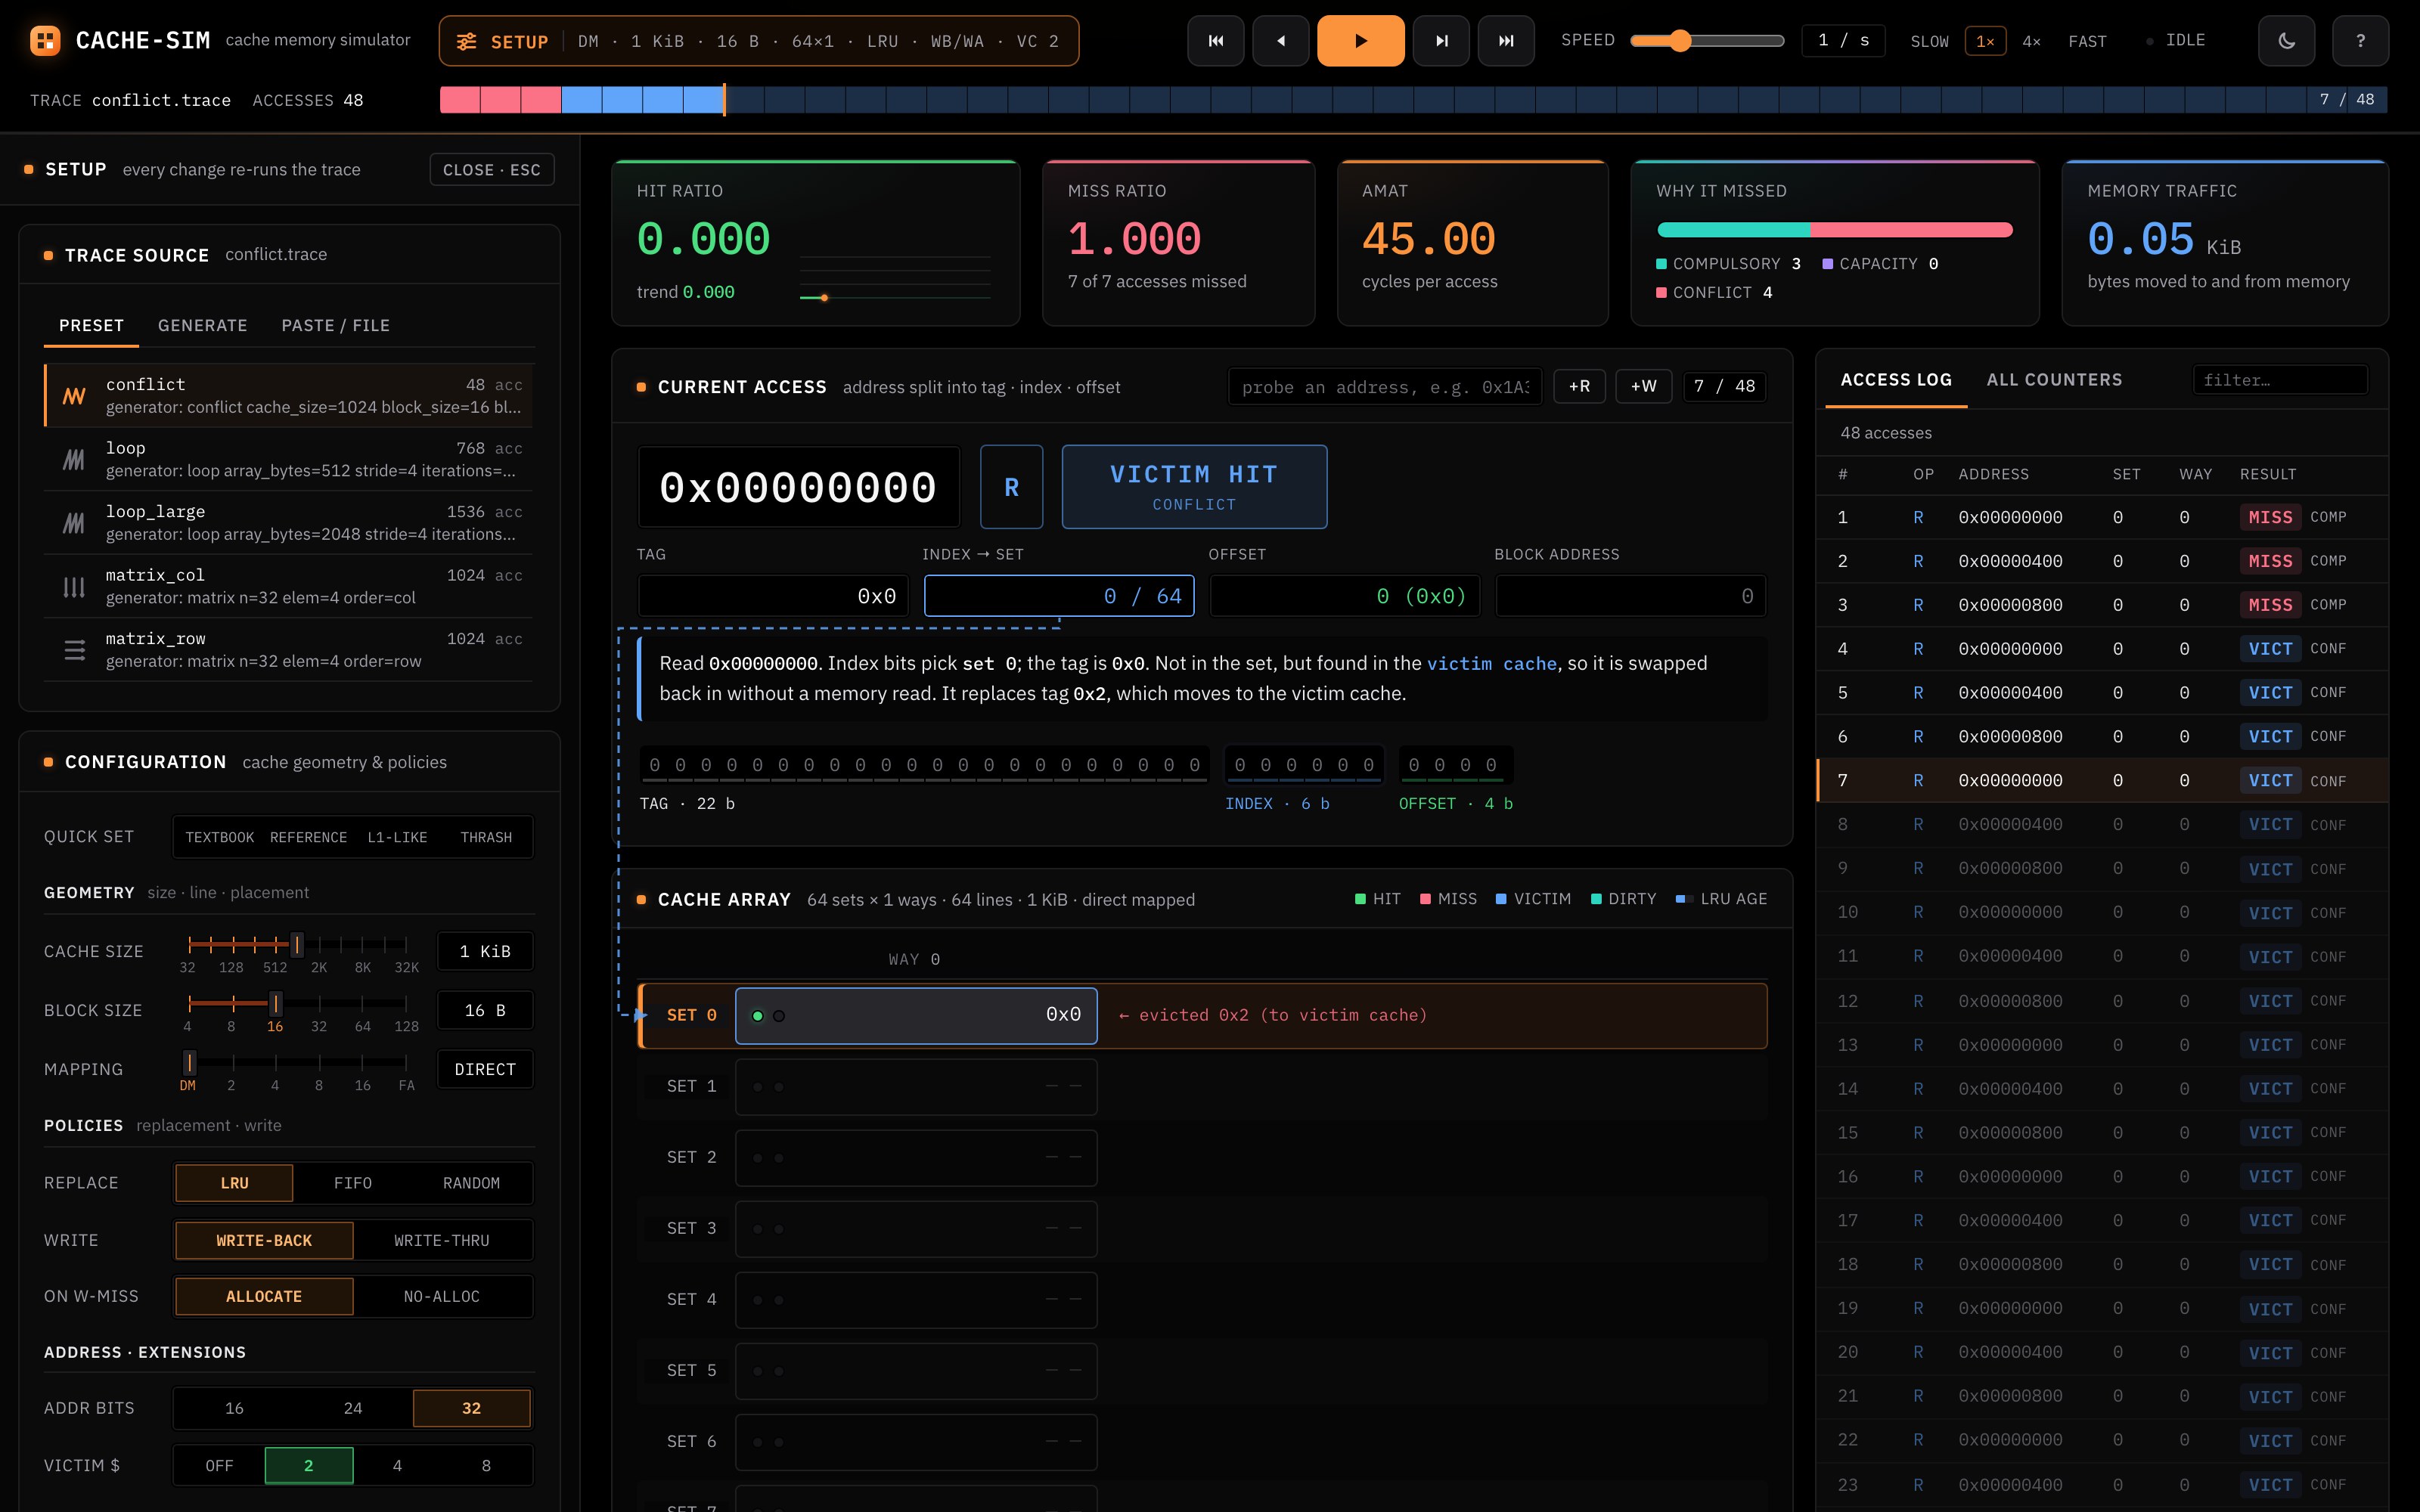 CACHE-SIM cache memory simulator
SETUP DM · 1 KiB · 16 B · 64×1 · LRU · WB/WA · VC 2
SPEED 1 / s SLOW 1× 4× FAST IDLE ?
TRACE conflict.trace ACCESSES 48
7 / 48
SETUP every change re-runs the trace CLOSE · ESC
TRACE SOURCE conflict.trace
PRESET GENERATE PASTE / FILE
conflict 48 acc
generator: conflict cache_size=1024 block_size=16 bl...
loop 768 acc
generator: loop array_bytes=512 stride=4 iterations=...
loop_large 1536 acc
generator: loop array_bytes=2048 stride=4 iterations...
matrix_col 1024 acc
generator: matrix n=32 elem=4 order=col
matrix_row 1024 acc
generator: matrix n=32 elem=4 order=row
CONFIGURATION cache geometry & policies
QUICK SET TEXTBOOK REFERENCE L1-LIKE THRASH
GEOMETRY size · line · placement
CACHE SIZE 1 KiB
32 128 512 2K 8K 32K
BLOCK SIZE 16 B
4 8 16 32 64 128
MAPPING DIRECT
DM 2 4 8 16 FA
POLICIES replacement · write
REPLACE LRU FIFO RANDOM
WRITE WRITE-BACK WRITE-THRU
ON W-MISS ALLOCATE NO-ALLOC
ADDRESS · EXTENSIONS
ADDR BITS 16 24 32
VICTIM $ OFF 2 4 8
HIT RATIO
0.000
trend 0.000
MISS RATIO
1.000
7 of 7 accesses missed
AMAT
45.00
cycles per access
WHY IT MISSED
COMPULSORY 3 CAPACITY 0
CONFLICT 4
MEMORY TRAFFIC
0.05 KiB
bytes moved to and from memory
CURRENT ACCESS address split into tag · index · offset
probe an address, e.g. 0x1A +R +W 7 / 48
0x00000000 R VICTIM HIT
CONFLICT
TAG INDEX → SET OFFSET BLOCK ADDRESS
0x0 0 / 64 0 (0x0) 0
Read 0x00000000. Index bits pick set 0; the tag is 0x0. Not in the set, but found in the victim cache, so it is swapped
back in without a memory read. It replaces tag 0x2, which moves to the victim cache.
0 0 0 0 0 0 0 0 0 0 0 0 0 0 0 0 0 0 0 0 0 0 0 0 0 0 0 0 0 0 0 0
TAG · 22 b INDEX · 6 b OFFSET · 4 b
CACHE ARRAY 64 sets × 1 ways · 64 lines · 1 KiB · direct mapped
HIT MISS VICTIM DIRTY LRU AGE
WAY 0
SET 0 0x0 ← evicted 0x2 (to victim cache)
SET 1 — —
SET 2 — —
SET 3 — —
SET 4 — —
SET 5 — —
SET 6 — —
SET 7
ACCESS LOG ALL COUNTERS filter…
48 accesses
# OP ADDRESS SET WAY RESULT
1 R 0x00000000 0 0 MISS COMP
2 R 0x00000400 0 0 MISS COMP
3 R 0x00000800 0 0 MISS COMP
4 R 0x00000000 0 0 VICT CONF
5 R 0x00000400 0 0 VICT CONF
6 R 0x00000800 0 0 VICT CONF
7 R 0x00000000 0 0 VICT CONF
8 R 0x00000400 0 0 VICT CONF
9 R 0x00000800 0 0 VICT CONF
10 R 0x00000000 0 0 VICT CONF
11 R 0x00000400 0 0 VICT CONF
12 R 0x00000800 0 0 VICT CONF
13 R 0x00000000 0 0 VICT CONF
14 R 0x00000400 0 0 VICT CONF
15 R 0x00000800 0 0 VICT CONF
16 R 0x00000000 0 0 VICT CONF
17 R 0x00000400 0 0 VICT CONF
18 R 0x00000800 0 0 VICT CONF
19 R 0x00000000 0 0 VICT CONF
20 R 0x00000400 0 0 VICT CONF
21 R 0x00000800 0 0 VICT CONF
22 R 0x00000000 0 0 VICT CONF
23 R 0x00000400 0 0 VICT CONF